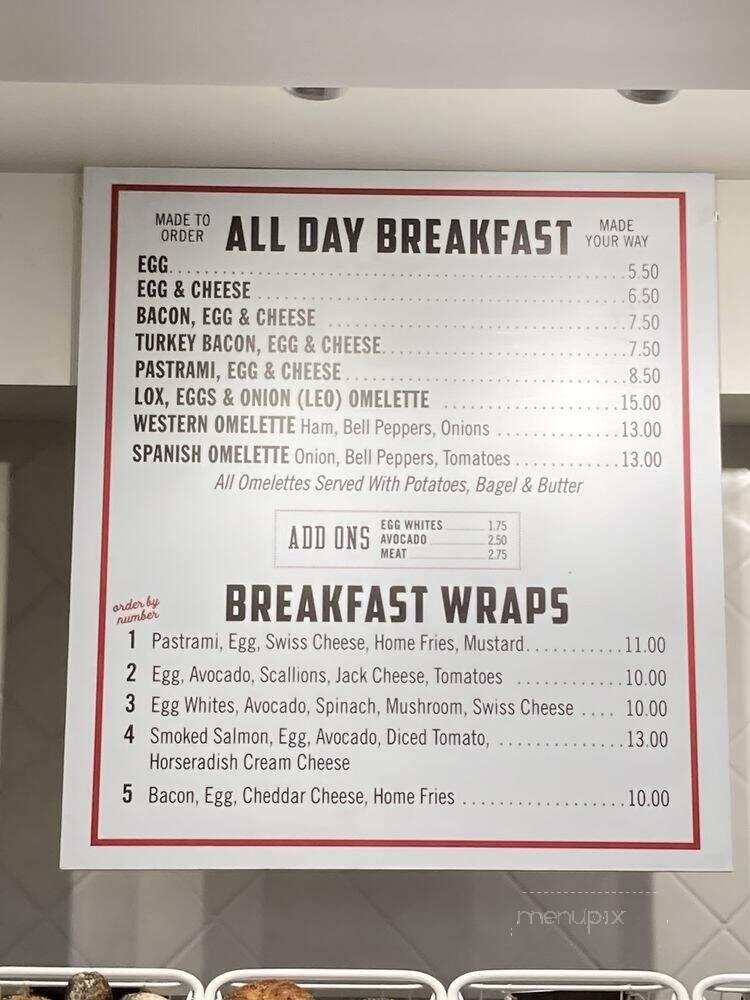 MADE TO ORDER ALL DAY BREAKFAST MADE YOUR WAY
EGG 5.50
EGG & CHEESE 6.50
BACON, EGG & CHEESE 7.50
TURKEY BACON, EGG & CHEESE 7.50
PASTRAMI, EGG & CHEESE 8.50
LOX, EGGS & ONION (LEO) OMELETTE 15.00
WESTERN OMELETTE Ham, Bell Peppers, Onions 13.00
SPANISH OMELETTE Onion, Bell Peppers, Tomatoes 13.00
All Omelettes Served With Potatoes, Bagel & Butter
ADD ONS
EGG WHITES 1.75
AVOCADO 2.50
MEAT 2.75
order by number
BREAKFAST WRAPS
1 Pastrami, Egg, Swiss Cheese, Home Fries, Mustard 11.00
2 Egg, Avocado, Scallions, Jack Cheese, Tomatoes 10.00
3 Egg Whites, Avocado, Spinach, Mushroom, Swiss Cheese 10.00
4 Smoked Salmon, Egg, Avocado, Diced Tomato, 13.00
Horseradish Cream Cheese
5 Bacon, Egg, Cheddar Cheese, Home Fries 10.00
menupix